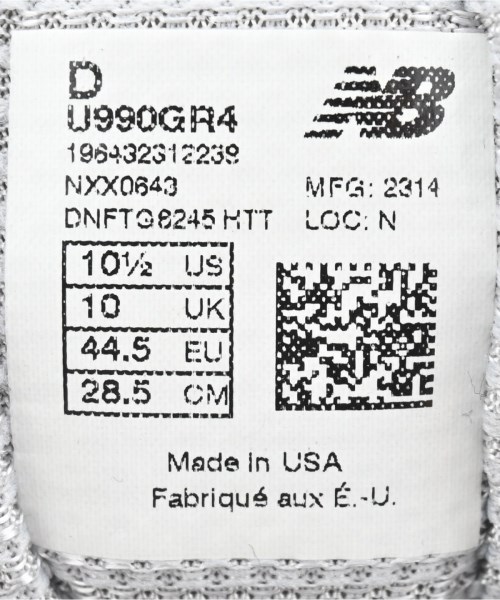 D
U990GR4
196432312239
NXX0643
MFG: 2314
DNFTG8245 HTT
LOC: N
10½ US
10 UK
44.5 EU
28.5 CM
Made in USA
Fabriqué aux É.-U.